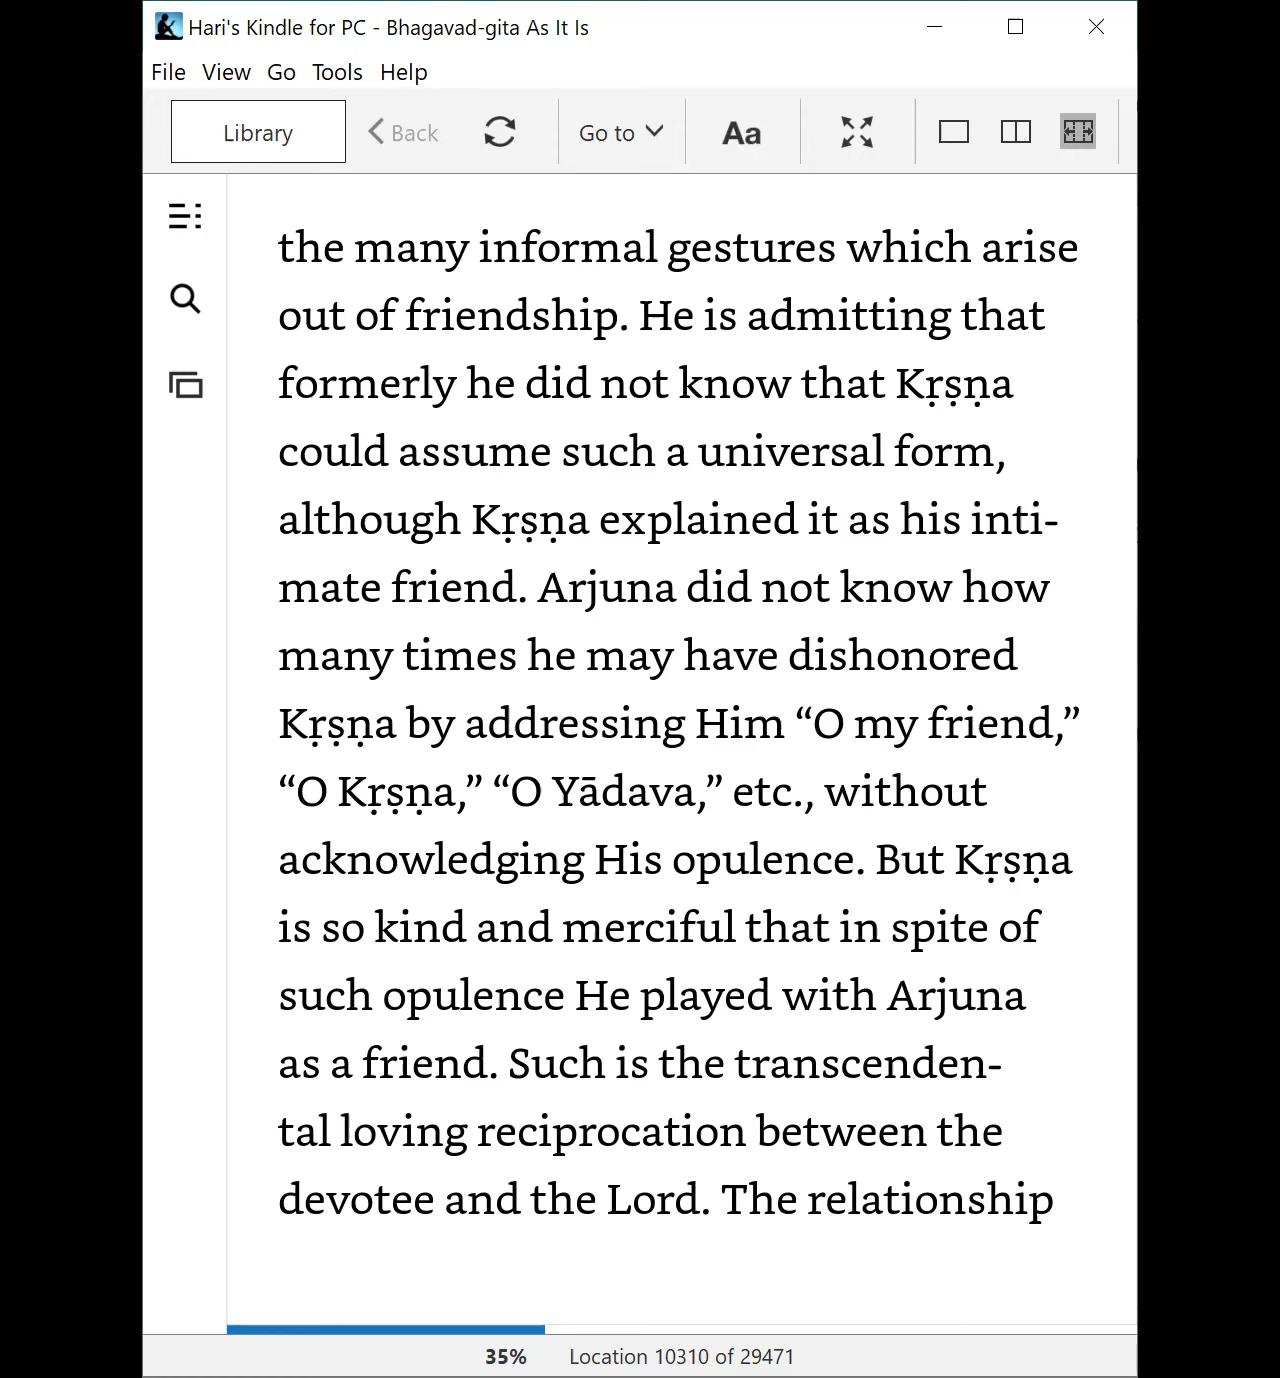 Hari's Kindle for PC - Bhagavad-gita As It Is
File View Go Tools Help
Library Back Go to Aa
the many informal gestures which arise
out of friendship. He is admitting that
formerly he did not know that Kṛṣṇa
could assume such a universal form,
although Kṛṣṇa explained it as his inti-
mate friend. Arjuna did not know how
many times he may have dishonored
Kṛṣṇa by addressing Him “O my friend,”
“O Kṛṣṇa,” “O Yādava,” etc., without
acknowledging His opulence. But Kṛṣṇa
is so kind and merciful that in spite of
such opulence He played with Arjuna
as a friend. Such is the transcenden-
tal loving reciprocation between the
devotee and the Lord. The relationship
35% Location 10310 of 29471